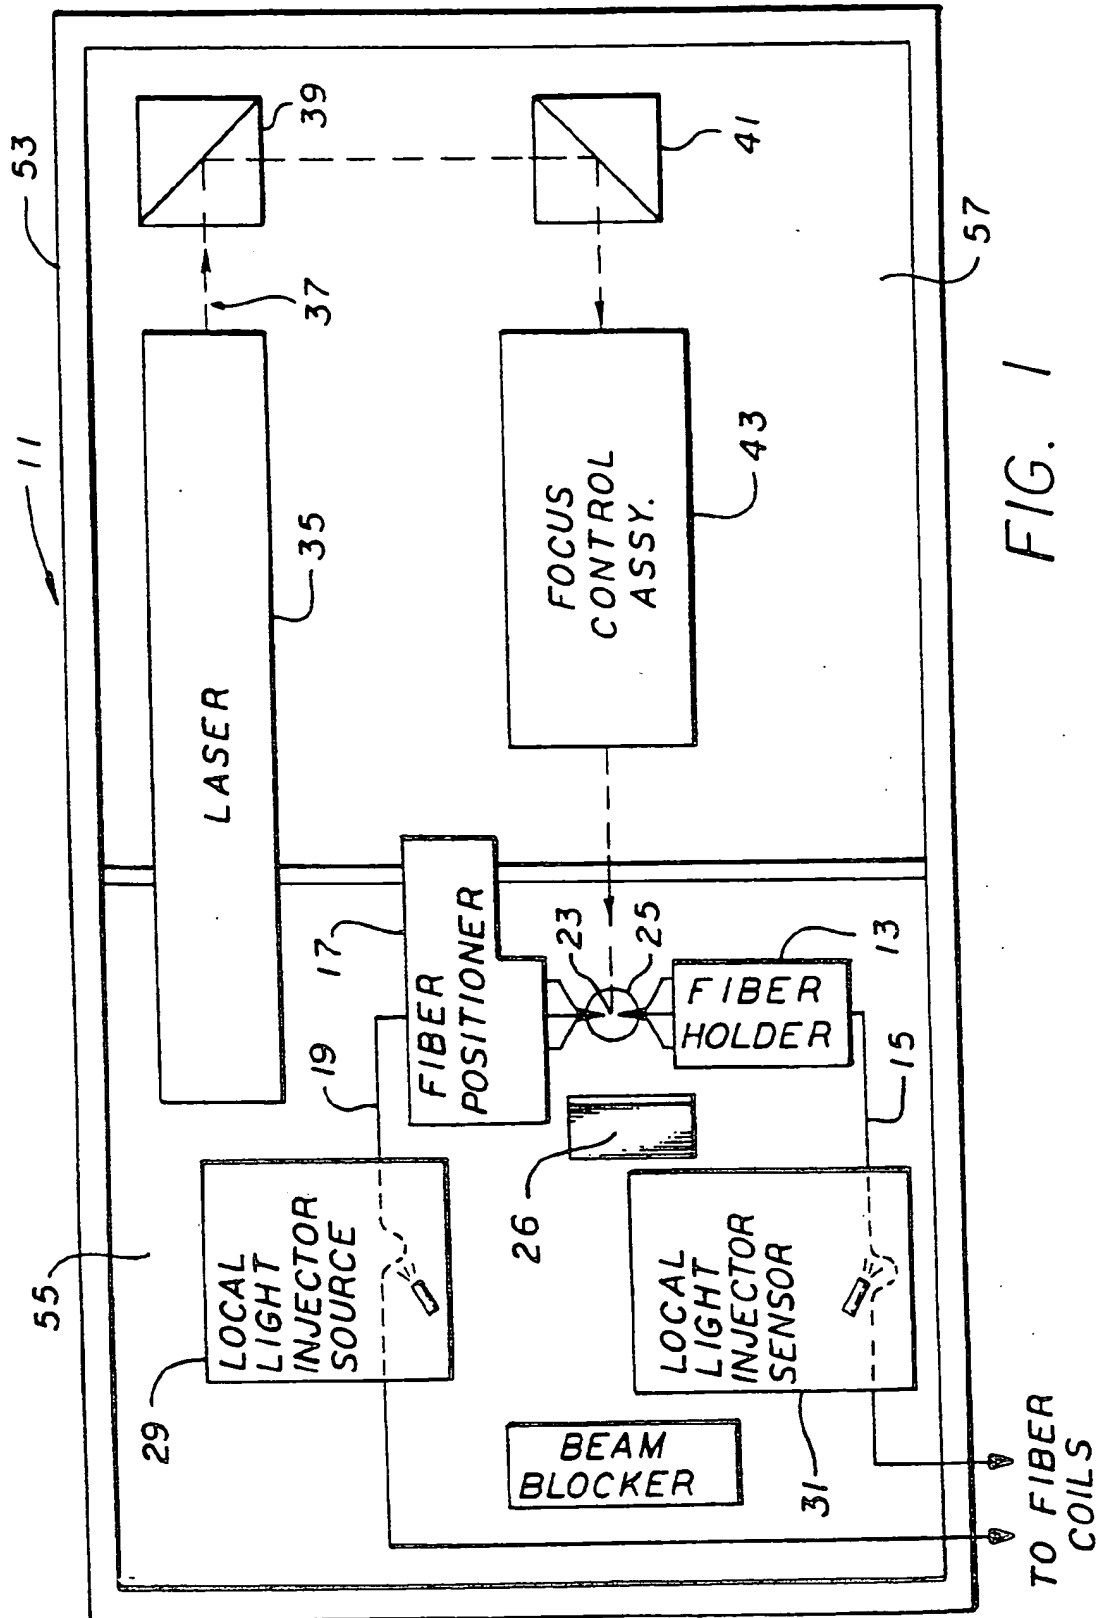 11
53
LASER
35
37
39
41
FOCUS
CONTROL
ASSY.
43
57
55
29
LOCAL
LIGHT
INJECTOR
SOURCE
19
17
FIBER
POSITIONER
23
25
26
FIBER
HOLDER
13
15
LOCAL
LIGHT
INJECTOR
SENSOR
31
BEAM
BLOCKER
TO FIBER
COILS
FIG. 1